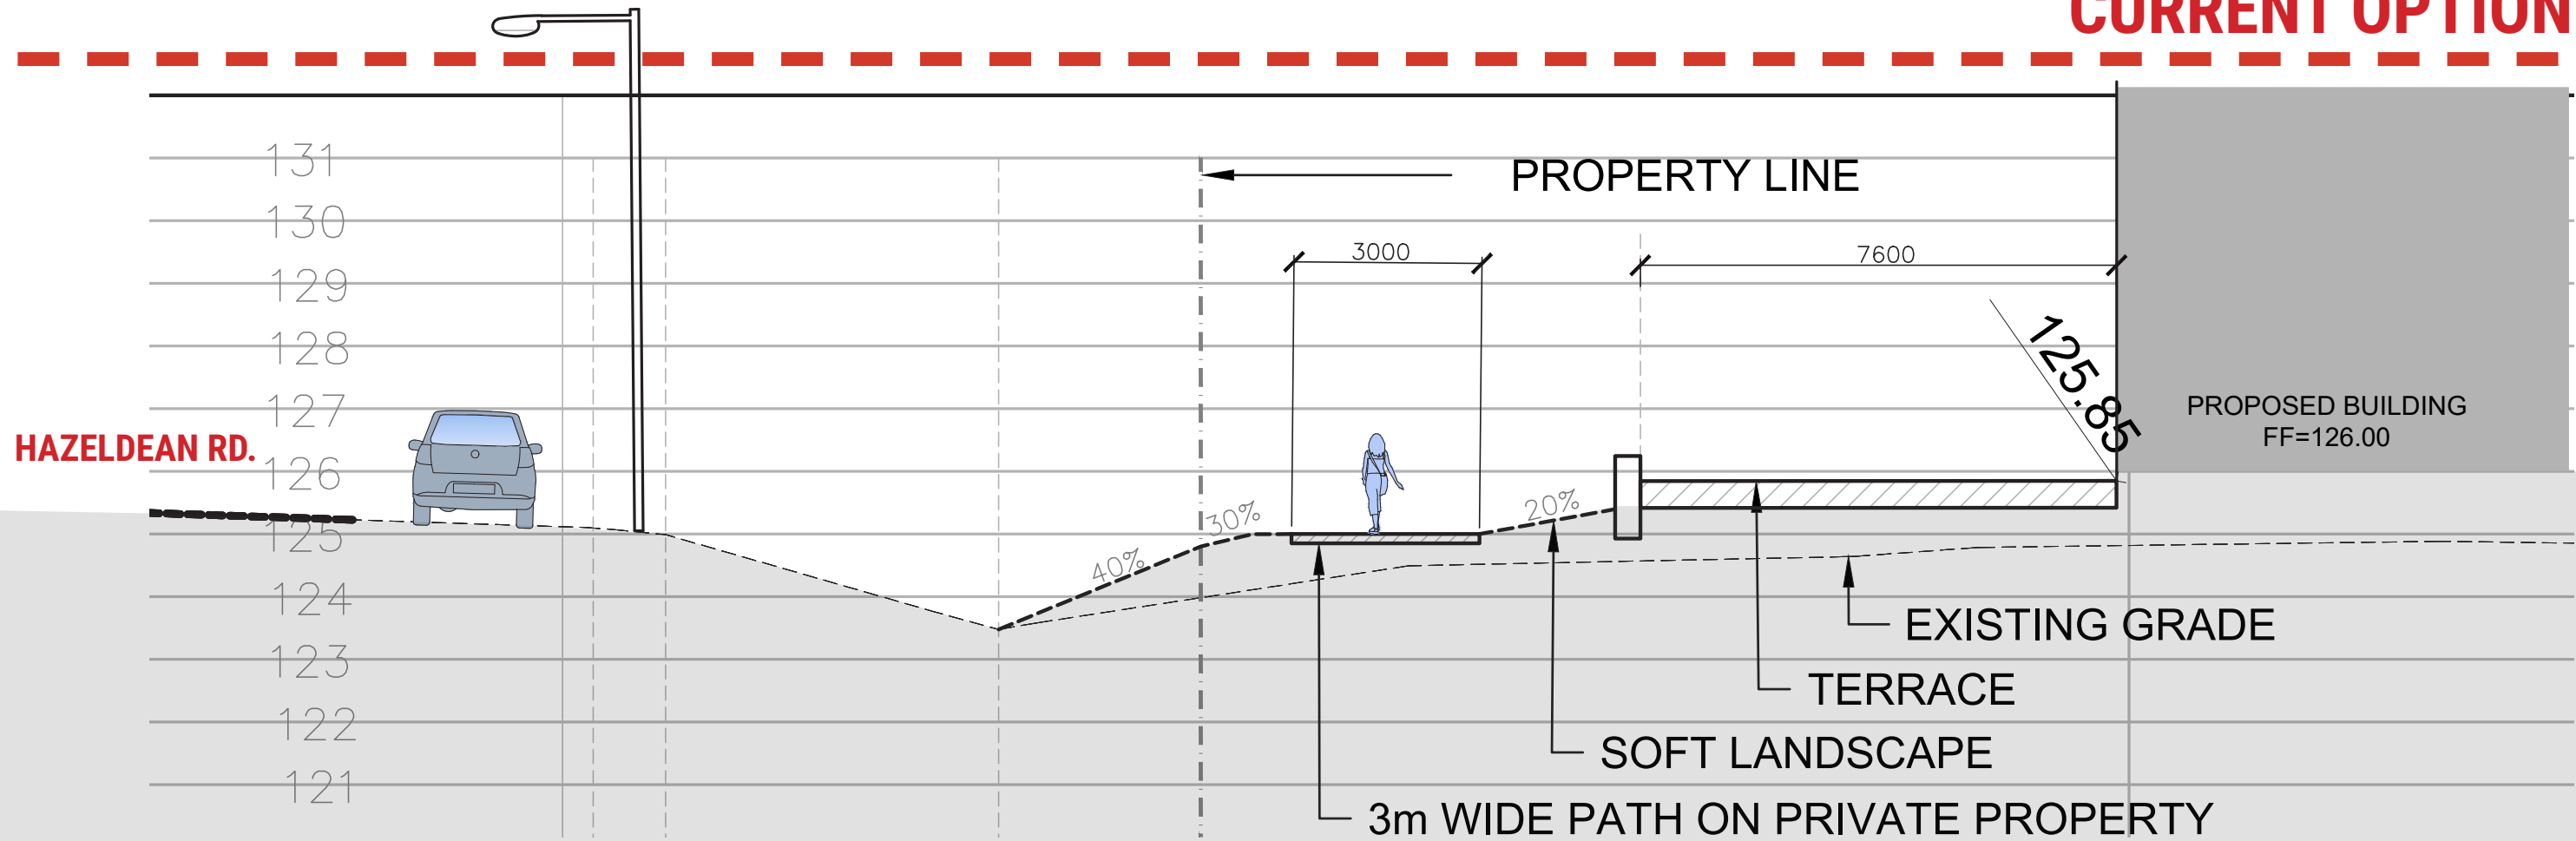 CURRENT OPTION
131
PROPERTY LINE
130
3000
7600
129
128
125.85
127
PROPOSED BUILDING
FF=126.00
HAZELDEAN RD.
126
125
30%
20%
40%
124
EXISTING GRADE
123
TERRACE
122
SOFT LANDSCAPE
121
3m WIDE PATH ON PRIVATE PROPERTY